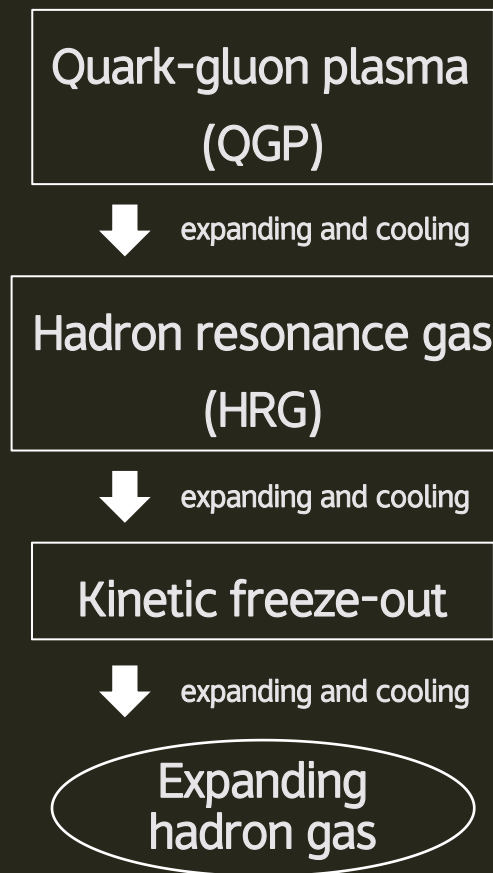 Quark-gluon plasma
(QGP)
expanding and cooling
Hadron resonance gas
(HRG)
expanding and cooling
Kinetic freeze-out
expanding and cooling
Expanding
hadron gas